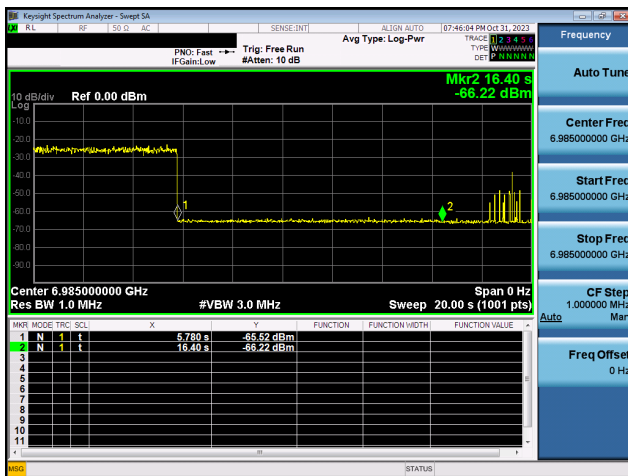 Keysight Spectrum Analyzer - Swept SA
RL RF 50 Ω AC SENSE:INT ALIGN AUTO 07:46:04 PM Oct 31, 2023
Avg Type: Log-Pwr
TRACE 1 2 3 4 5 6
TYPE W
DET P N N N N N
PNO: Fast
IFGain:Low
Trig: Free Run
#Atten: 10 dB
Mkr2 16.40 s
-66.22 dBm
10 dB/div
Log
Ref 0.00 dBm
-10.0
-20.0
-30.0
-40.0
-50.0
-60.0
-70.0
-80.0
-90.0
1
2
Center 6.985000000 GHz
Span 0 Hz
Res BW 1.0 MHz
#VBW 3.0 MHz
Sweep 20.00 s (1001 pts)
MKR MODE TRC SCL X Y FUNCTION FUNCTION WIDTH FUNCTION VALUE
1 N 1 t 5.780 s -65.52 dBm
2 N 1 t 16.40 s -66.22 dBm
3
4
5
6
7
8
9
10
11
MSG
STATUS
Frequency
Auto Tune
Center Freq
6.985000000 GHz
Start Freq
6.985000000 GHz
Stop Freq
6.985000000 GHz
CF Step
1.000000 MHz
Auto Man
Freq Offset
0 Hz